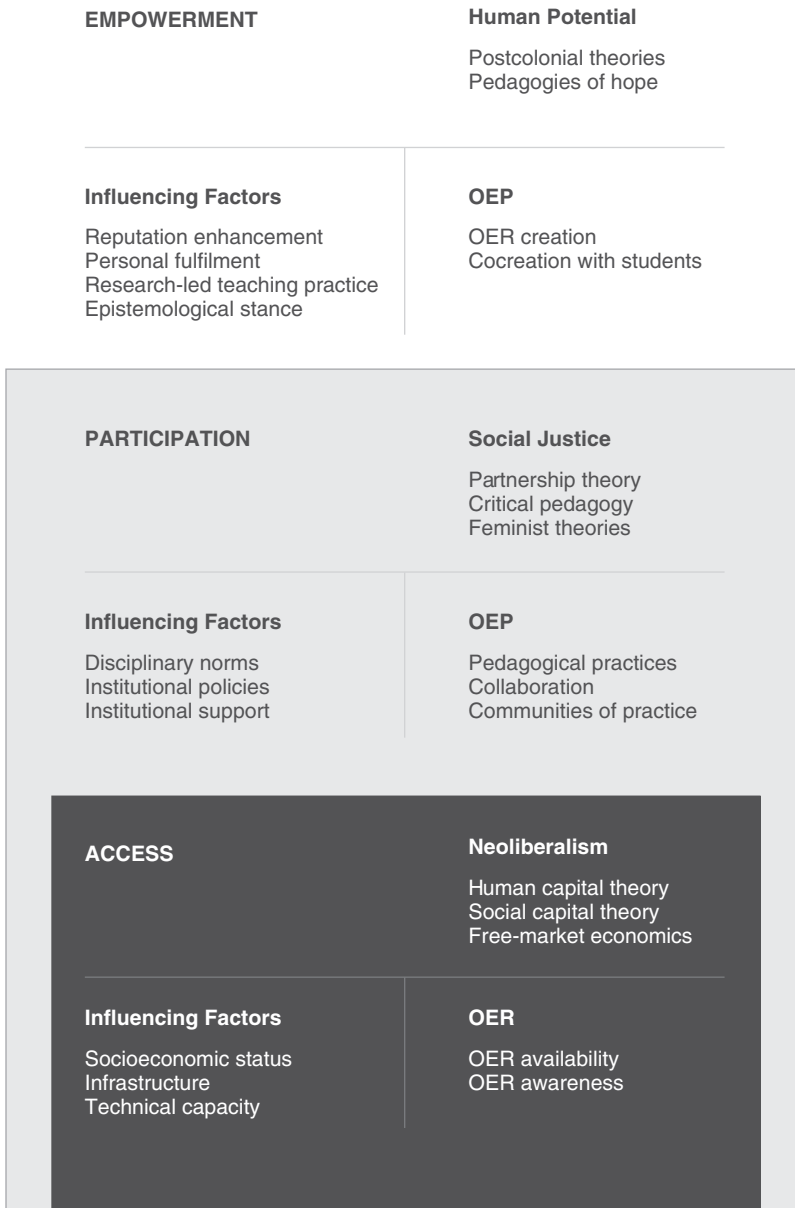 EMPOWERMENT
Human Potential
Postcolonial theories
Pedagogies of hope
Influencing Factors
Reputation enhancement
Personal fulfilment
Research-led teaching practice
Epistemological stance
OEP
OER creation
Cocreation with students
PARTICIPATION
Social Justice
Partnership theory
Critical pedagogy
Feminist theories
Influencing Factors
Disciplinary norms
Institutional policies
Institutional support
OEP
Pedagogical practices
Collaboration
Communities of practice
ACCESS
Neoliberalism
Human capital theory
Social capital theory
Free-market economics
Influencing Factors
Socioeconomic status
Infrastructure
Technical capacity
OER
OER availability
OER awareness